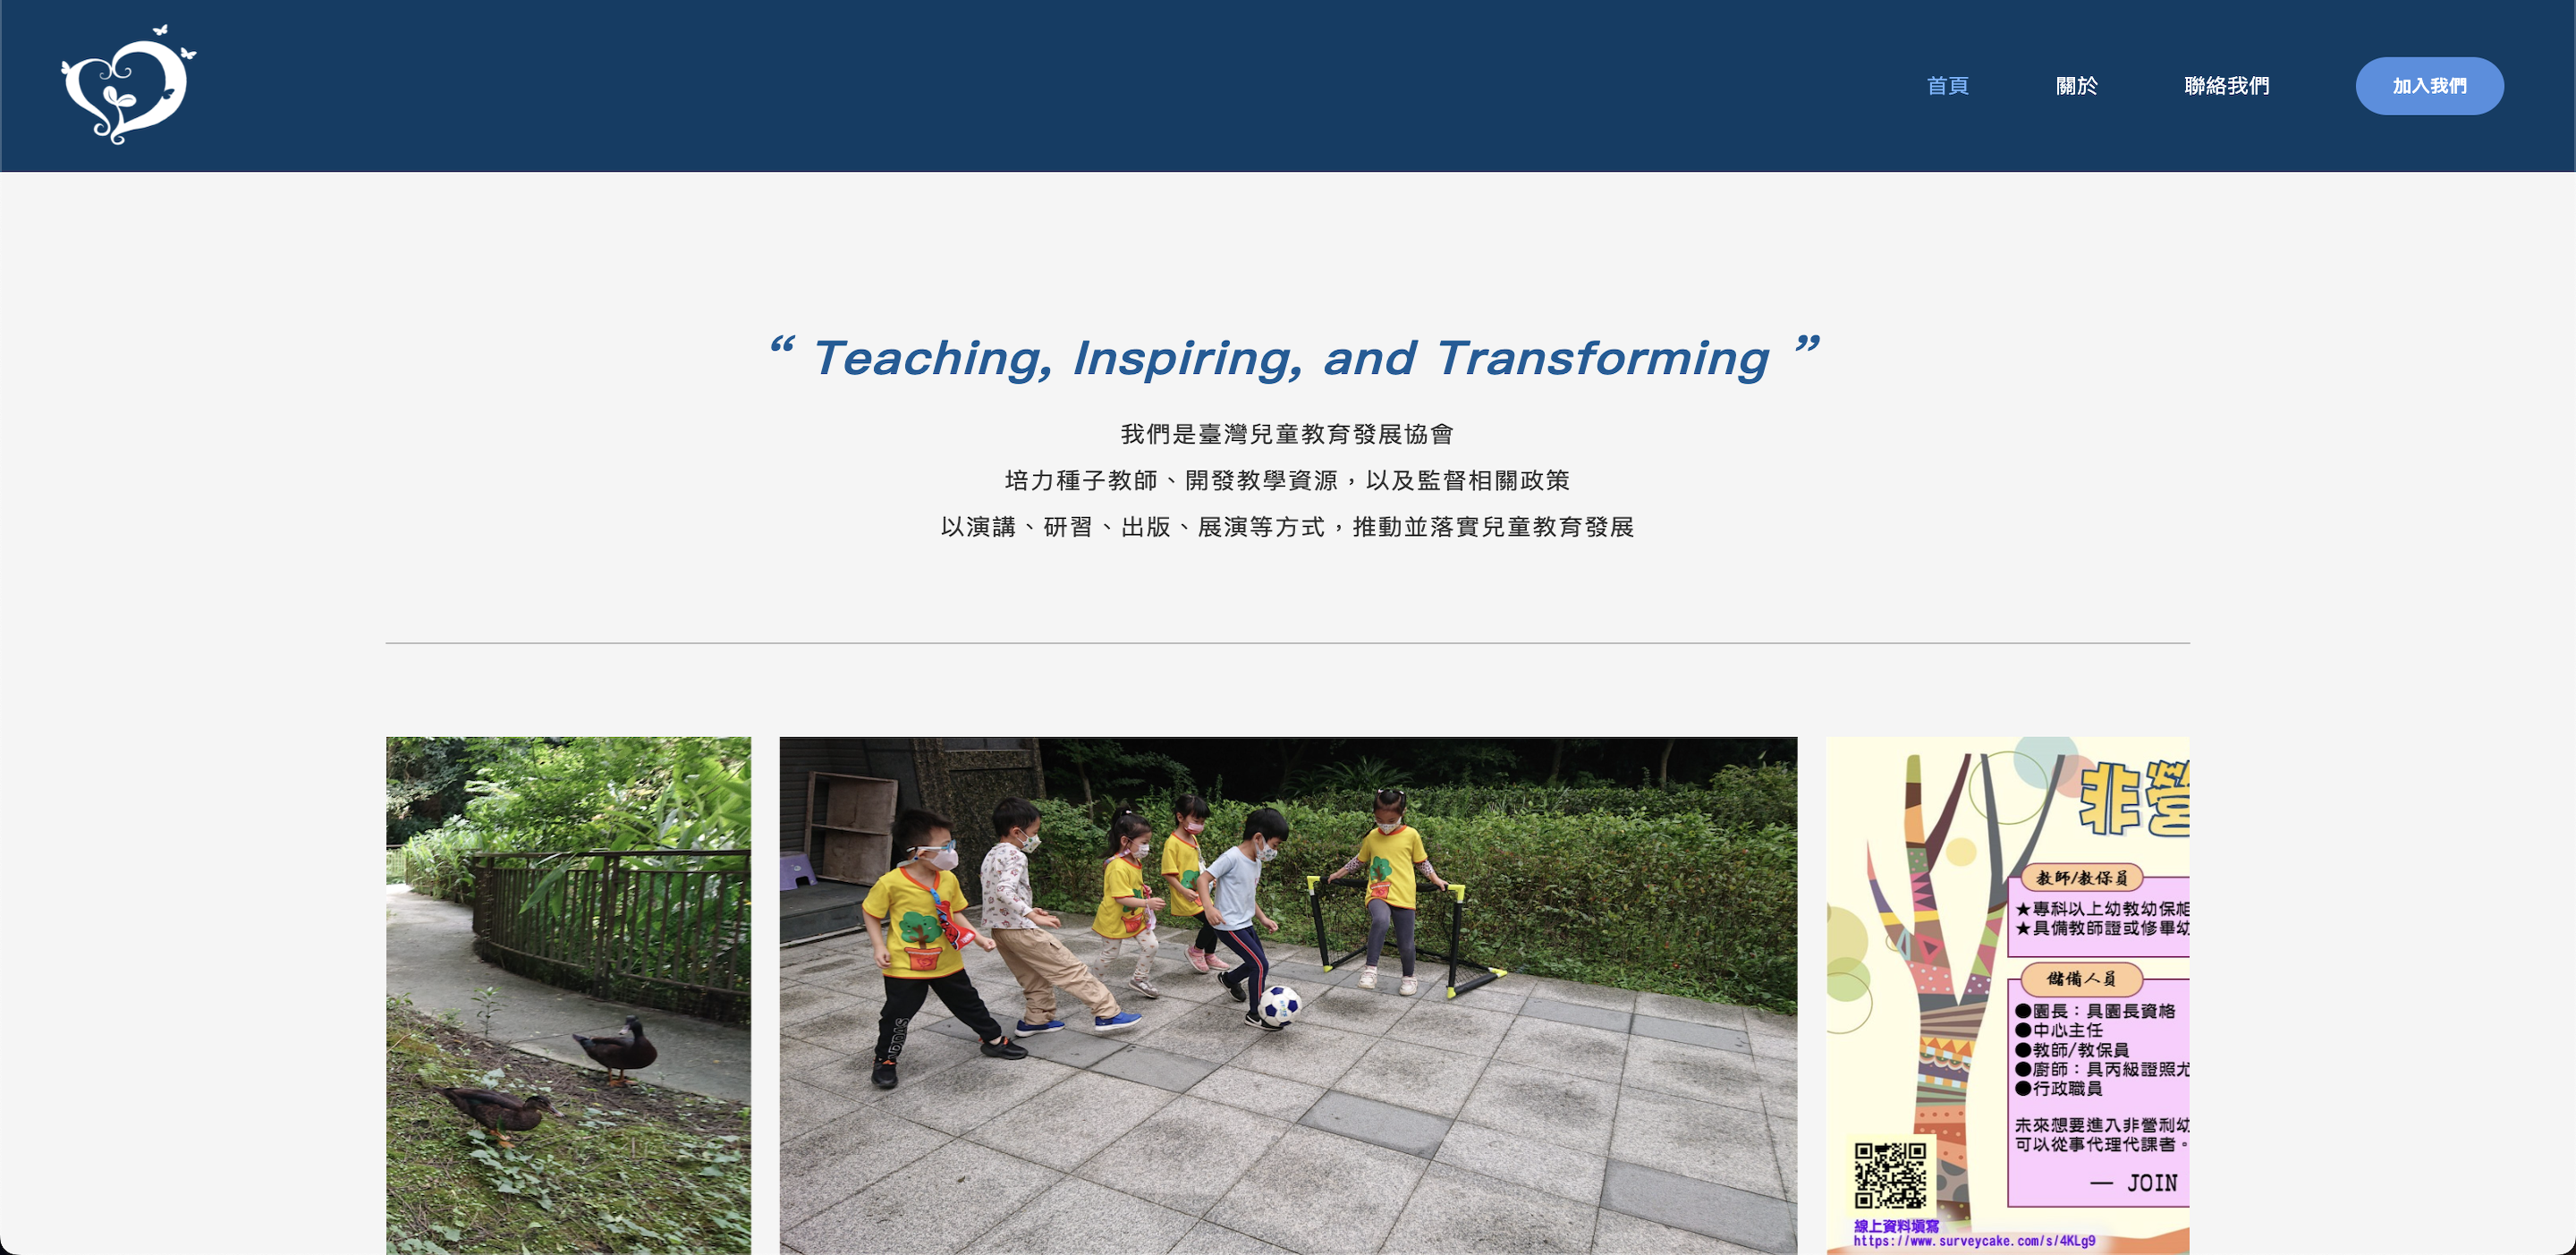 首頁
關於
聯絡我們
加入我們
“ Teaching, Inspiring, and Transforming ”
我們是臺灣兒童教育發展協會
培力種子教師、開發教學資源，以及監督相關政策
以演講、研習、出版、展演等方式，推動並落實兒童教育發展
非營
教師/教保員
★專科以上幼教幼保相
★具備教師證或修畢幼
儲備人員
●園長：具園長資格
●中心主任
●教師/教保員
●廚師：具丙級證照尤
●行政職員
未來想要進入非營利幼
可以從事代理代課者。
— JOIN
線上資料填寫
https://www.surveycake.com/s/4KLg9